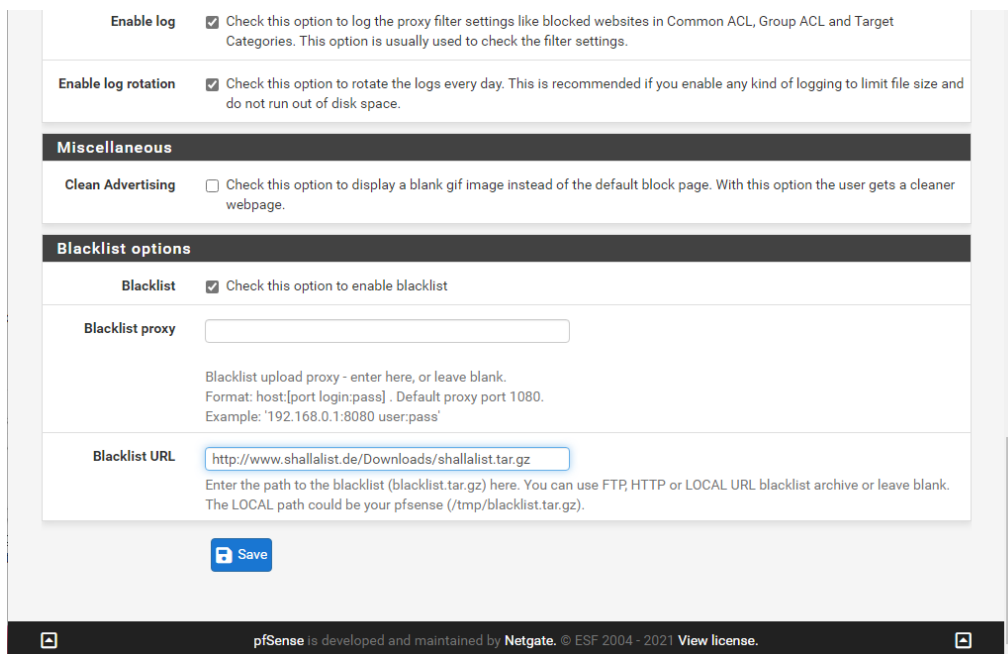 Enable log
Check this option to log the proxy filter settings like blocked websites in Common ACL, Group ACL and Target
Categories. This option is usually used to check the filter settings.
Enable log rotation
Check this option to rotate the logs every day. This is recommended if you enable any kind of logging to limit file size and
do not run out of disk space.
Miscellaneous
Clean Advertising
Check this option to display a blank gif image instead of the default block page. With this option the user gets a cleaner
webpage.
Blacklist options
Blacklist
Check this option to enable blacklist
Blacklist proxy
Blacklist upload proxy - enter here, or leave blank.
Format: host:[port login:pass] . Default proxy port 1080.
Example: '192.168.0.1:8080 user:pass'
Blacklist URL
http://www.shallalist.de/Downloads/shallalist.tar.gz
Enter the path to the blacklist (blacklist.tar.gz) here. You can use FTP, HTTP or LOCAL URL blacklist archive or leave blank.
The LOCAL path could be your pfsense (/tmp/blacklist.tar.gz).
Save
pfSense is developed and maintained by Netgate. © ESF 2004 - 2021 View license.